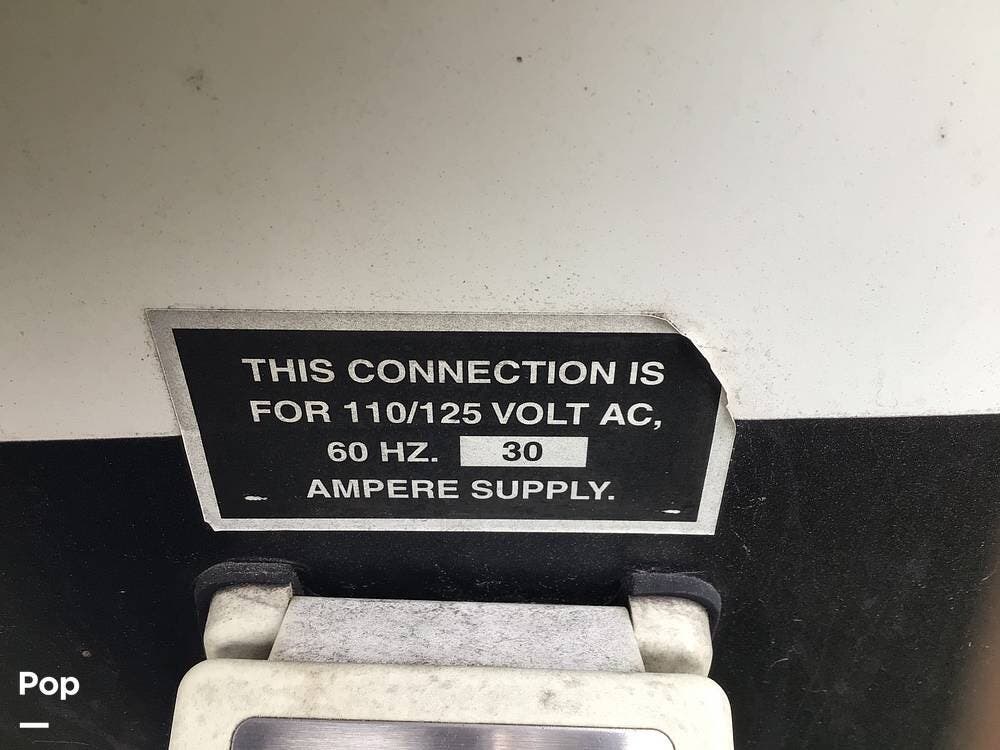 THIS CONNECTION IS
FOR 110/125 VOLT AC,
60 HZ. 30
AMPERE SUPPLY.
Pop